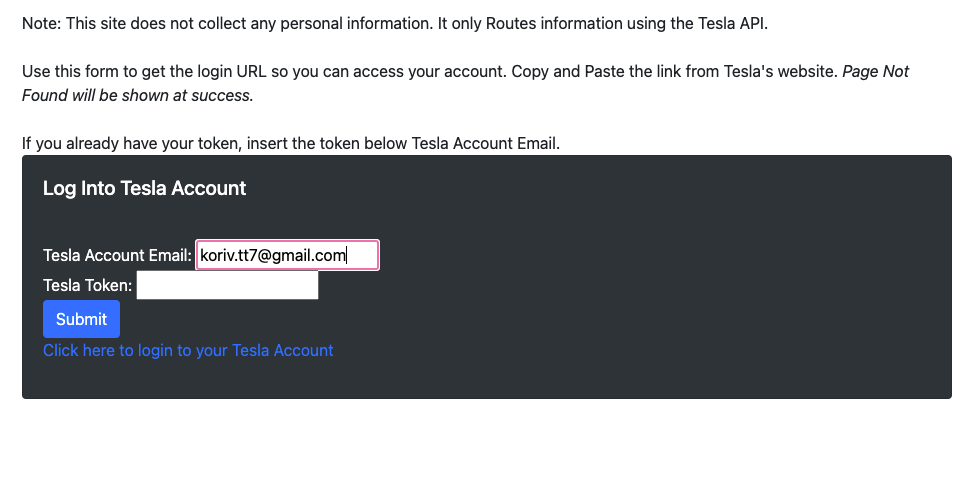 Note: This site does not collect any personal information. It only Routes information using the Tesla API.
Use this form to get the login URL so you can access your account. Copy and Paste the link from Tesla's website. Page Not
Found will be shown at success.
If you already have your token, insert the token below Tesla Account Email.
Log Into Tesla Account
Tesla Account Email: koriv.tt7@gmail.com
Tesla Token:
Submit
Click here to login to your Tesla Account